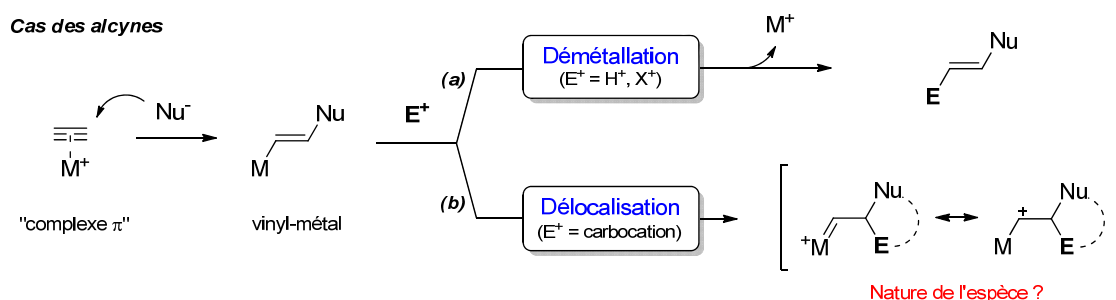 Cas des alcynes
M⁺
Nu⁻
"complexe π"
Nu
M
vinyl-métal
E⁺
(a)
Démétallation
(E⁺ = H⁺, X⁺)
M⁺
Nu
E
(b)
Délocalisation
(E⁺ = carbocation)
Nu
⁺M
E
Nu
+
M
E
Nature de l'espèce ?